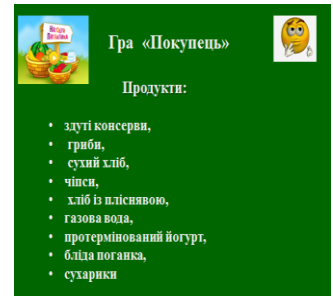 Гра «Покупець»
Продукти:
• здуті консерви,
• гриби,
• сухий хліб,
• чіпси,
• хліб із пліснявою,
• газова вода,
• протермінований йогурт,
• бліда поганка,
• сухарики